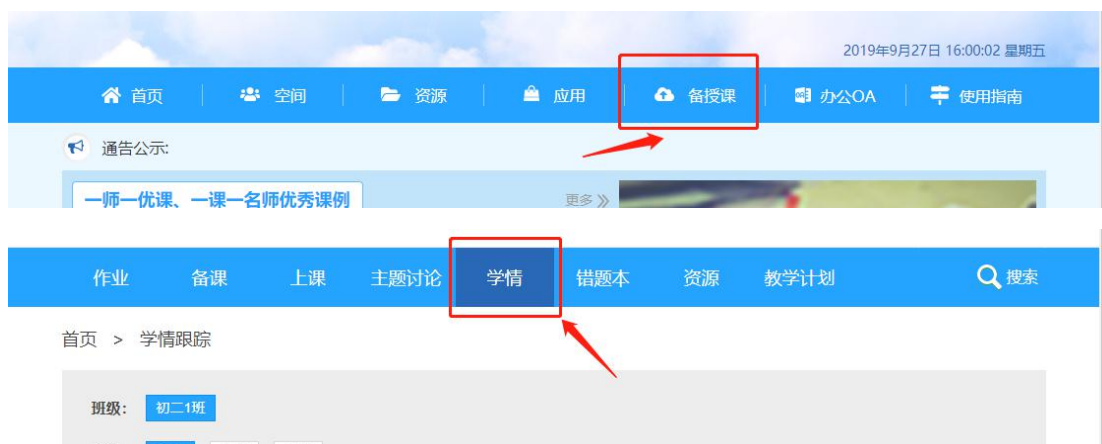 2019年9月27日 16:00:02 星期五
首页 空间 资源 应用 备授课 办公OA 使用指南
通告公示:
一师一优课、一课一名师优秀课例 更多 》
作业 备课 上课 主题讨论 学情 错题本 资源 教学计划 搜索
首页 > 学情跟踪
班级: 初二1班